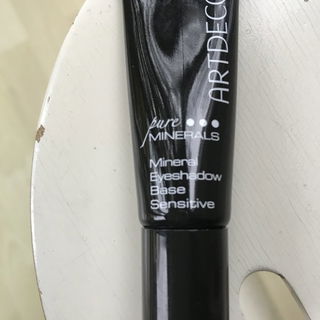 ARTDECO
pure
MINERALS
Mineral
Eyeshadow
Base
Sensitive